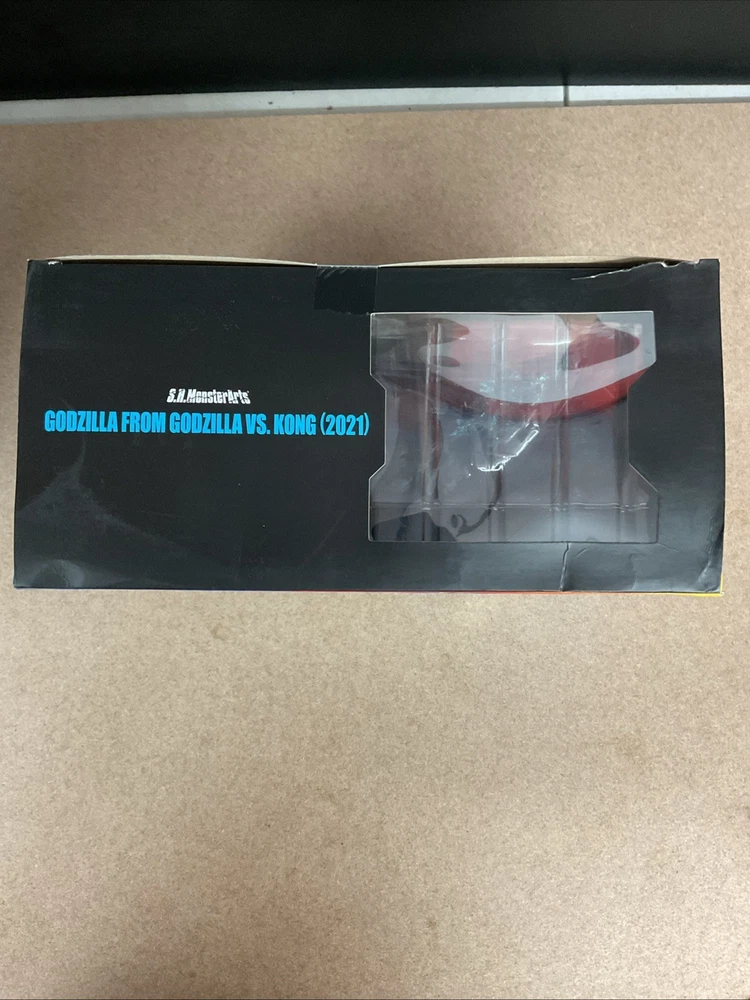 S.H.MonsterArts
GODZILLA FROM GODZILLA VS. KONG (2021)